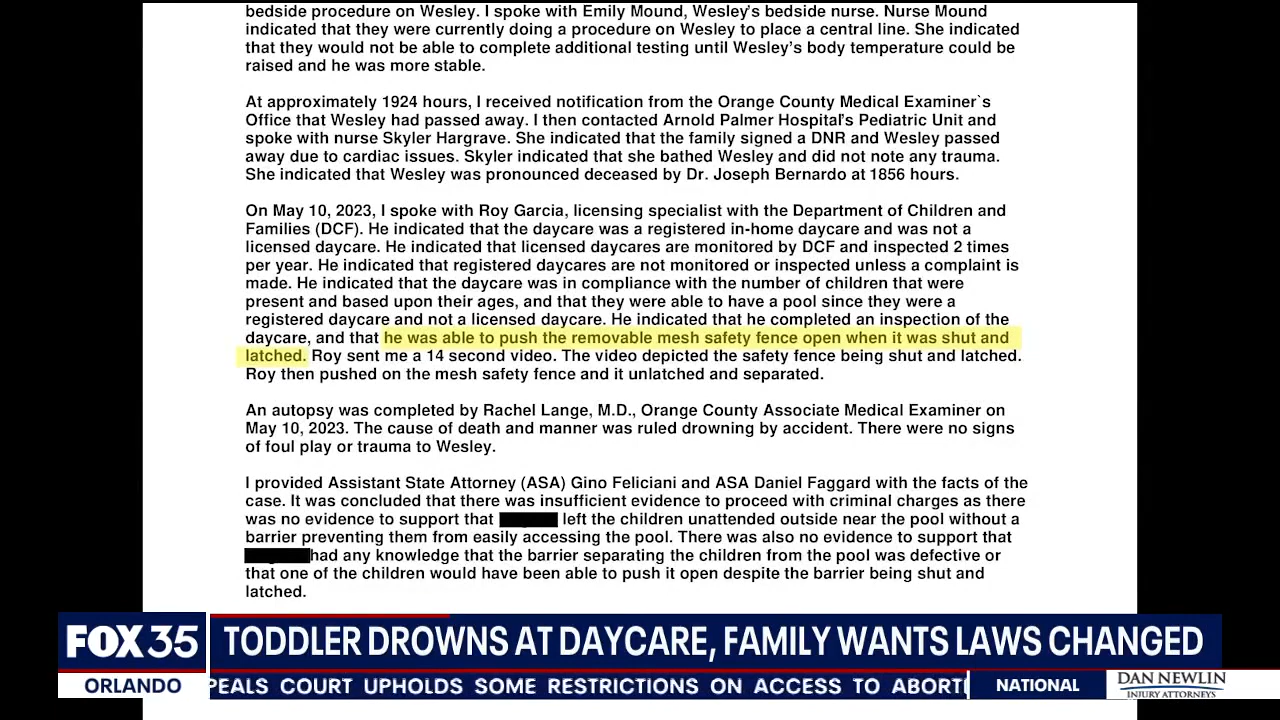 bedside procedure on Wesley. I spoke with Emily Mound, Wesley's bedside nurse. Nurse Mound
indicated that they were currently doing a procedure on Wesley to place a central line. She indicated
that they would not be able to complete additional testing until Wesley's body temperature could be
raised and he was more stable.
At approximately 1924 hours, I received notification from the Orange County Medical Examiner`s
Office that Wesley had passed away. I then contacted Arnold Palmer Hospital's Pediatric Unit and
spoke with nurse Skyler Hargrave. She indicated that the family signed a DNR and Wesley passed
away due to cardiac issues. Skyler indicated that she bathed Wesley and did not note any trauma.
She indicated that Wesley was pronounced deceased by Dr. Joseph Bernardo at 1856 hours.
On May 10, 2023, I spoke with Roy Garcia, licensing specialist with the Department of Children and
Families (DCF). He indicated that the daycare was a registered in-home daycare and was not a
licensed daycare. He indicated that licensed daycares are monitored by DCF and inspected 2 times
per year. He indicated that registered daycares are not monitored or inspected unless a complaint is
made. He indicated that the daycare was in compliance with the number of children that were
present and based upon their ages, and that they were able to have a pool since they were a
registered daycare and not a licensed daycare. He indicated that he completed an inspection of the
daycare, and that he was able to push the removable mesh safety fence open when it was shut and
latched. Roy sent me a 14 second video. The video depicted the safety fence being shut and latched.
Roy then pushed on the mesh safety fence and it unlatched and separated.
An autopsy was completed by Rachel Lange, M.D., Orange County Associate Medical Examiner on
May 10, 2023. The cause of death and manner was ruled drowning by accident. There were no signs
of foul play or trauma to Wesley.
I provided Assistant State Attorney (ASA) Gino Feliciani and ASA Daniel Faggard with the facts of the
case. It was concluded that there was insufficient evidence to proceed with criminal charges as there
was no evidence to support that left the children unattended outside near the pool without a
barrier preventing them from easily accessing the pool. There was also no evidence to support that
had any knowledge that the barrier separating the children from the pool was defective or
that one of the children would have been able to push it open despite the barrier being shut and
latched.
FOX 35 TODDLER DROWNS AT DAYCARE, FAMILY WANTS LAWS CHANGED
ORLANDO PEALS COURT UPHOLDS SOME RESTRICTIONS ON ACCESS TO ABORTI NATIONAL DAN NEWLIN
INJURY ATTORNEYS